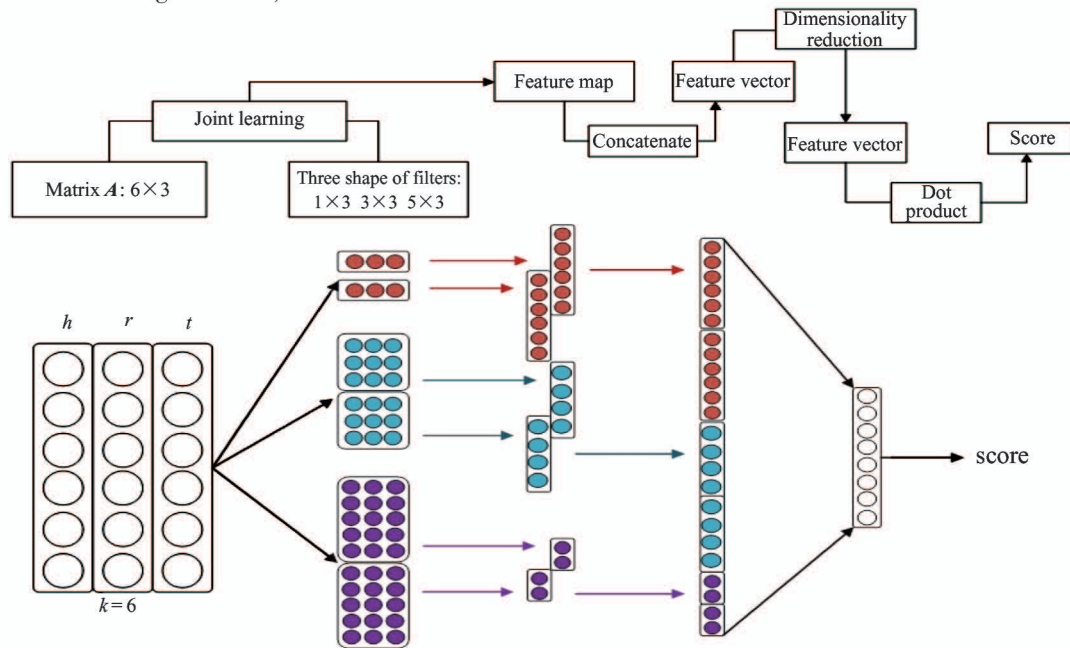 Dimensionality
reduction
Feature map
Feature vector
Joint learning
Concatenate
Feature vector
Score
Matrix A: 6×3
Three shape of filters:
1×3 3×3 5×3
Dot
product
h r t
score
k=6